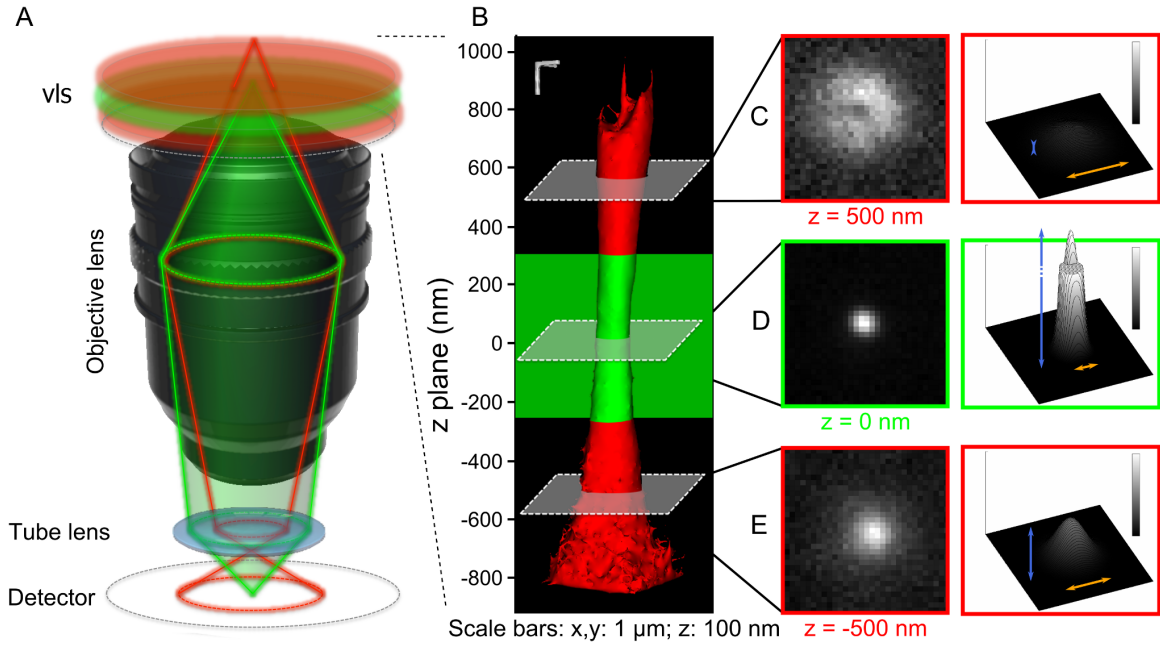 A
B
vls
Objective lens
Tube lens
Detector
z plane (nm)
1000
800
600
400
200
0
-200
-400
-600
-800
C
z = 500 nm
D
z = 0 nm
E
z = -500 nm
Scale bars: x,y: 1 µm; z: 100 nm